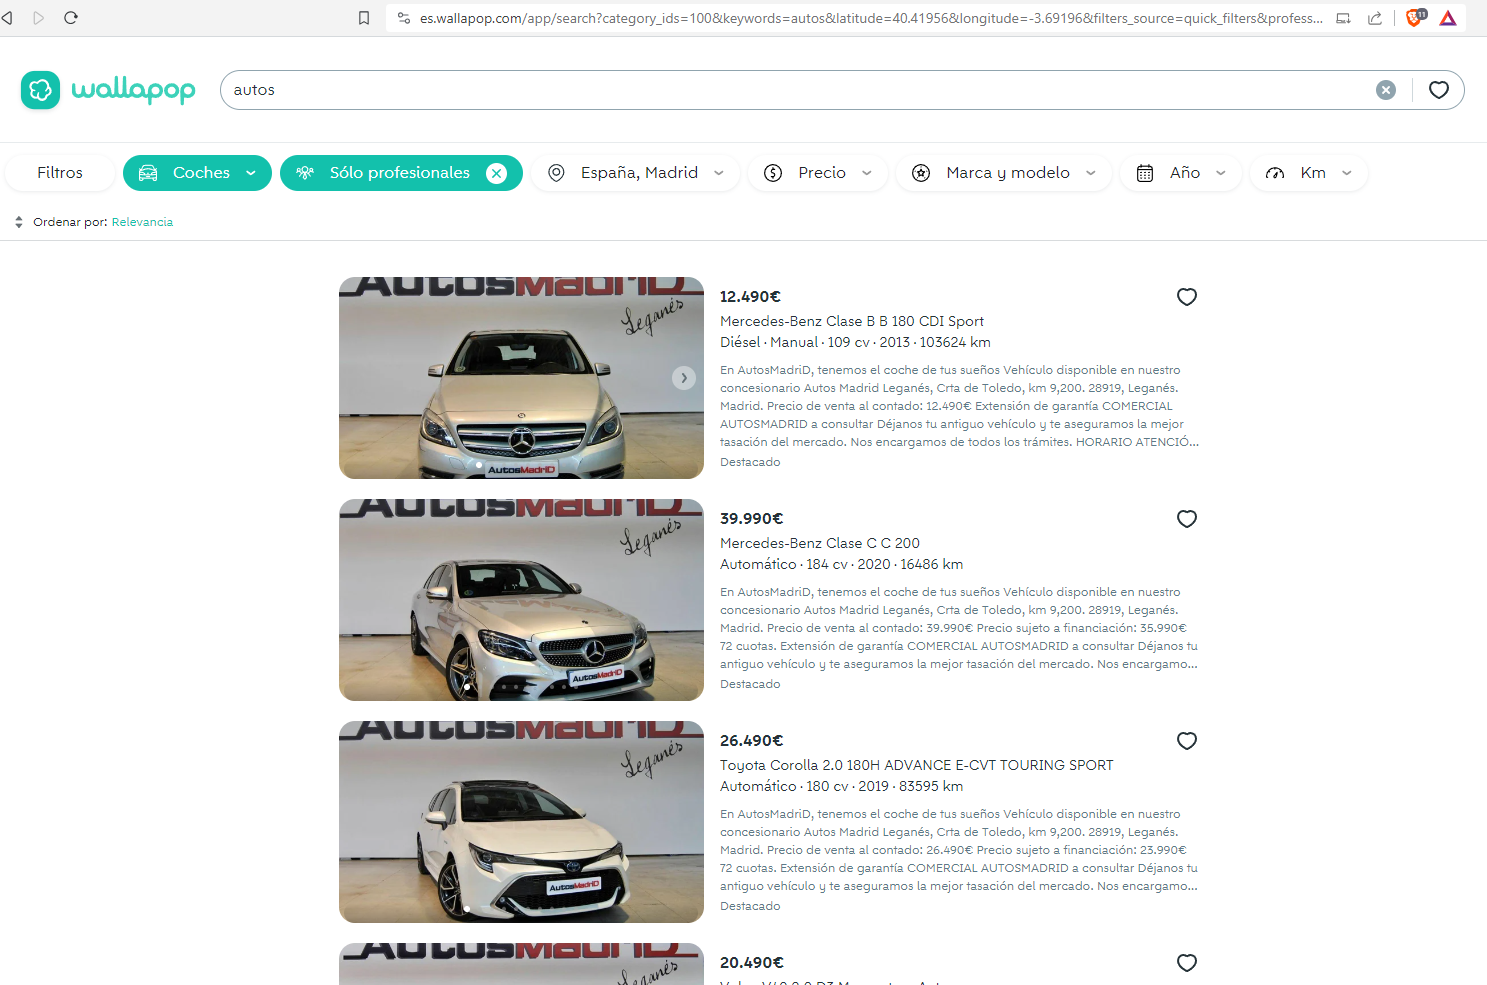 es.wallapop.com/app/search?category_ids=100&keywords=autos&latitude=40.41956&longitude=-3.69196&filters_source=quick_filters&profess...
11
wallapop
autos
Filtros
Coches
Sólo profesionales
España, Madrid
Precio
Marca y modelo
Año
Km
Ordenar por: Relevancia
AutosMadriD
Leganés
AutosMadriD
12.490€
Mercedes-Benz Clase B B 180 CDI Sport
Diésel · Manual · 109 cv · 2013 · 103624 km
En AutosMadriD, tenemos el coche de tus sueños Vehículo disponible en nuestro
concesionario Autos Madrid Leganés, Crta de Toledo, km 9,200. 28919, Leganés.
Madrid. Precio de venta al contado: 12.490€ Extensión de garantía COMERCIAL
AUTOSMADRID a consultar Déjanos tu antiguo vehículo y te aseguramos la mejor
tasación del mercado. Nos encargamos de todos los trámites. HORARIO ATENCIÓ...
Destacado
AutosMadriD
Leganés
AutosMadriD
39.990€
Mercedes-Benz Clase C C 200
Automático · 184 cv · 2020 · 16486 km
En AutosMadriD, tenemos el coche de tus sueños Vehículo disponible en nuestro
concesionario Autos Madrid Leganés, Crta de Toledo, km 9,200. 28919, Leganés.
Madrid. Precio de venta al contado: 39.990€ Precio sujeto a financiación: 35.990€
72 cuotas. Extensión de garantía COMERCIAL AUTOSMADRID a consultar Déjanos tu
antiguo vehículo y te aseguramos la mejor tasación del mercado. Nos encargamo...
Destacado
AutosMadriD
Leganés
AutosMadriD
26.490€
Toyota Corolla 2.0 180H ADVANCE E-CVT TOURING SPORT
Automático · 180 cv · 2019 · 83595 km
En AutosMadriD, tenemos el coche de tus sueños Vehículo disponible en nuestro
concesionario Autos Madrid Leganés, Crta de Toledo, km 9,200. 28919, Leganés.
Madrid. Precio de venta al contado: 26.490€ Precio sujeto a financiación: 23.990€
72 cuotas. Extensión de garantía COMERCIAL AUTOSMADRID a consultar Déjanos tu
antiguo vehículo y te aseguramos la mejor tasación del mercado. Nos encargamo...
Destacado
AutosMadriD
Leganés
20.490€